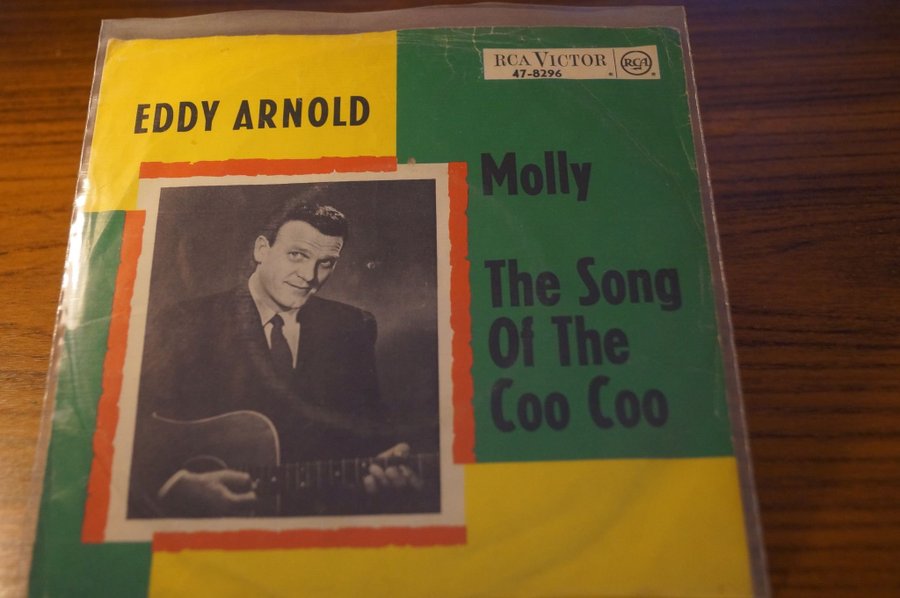 RCA VICTOR
RCA
47-8296
EDDY ARNOLD
Molly
The Song
Of The
Coo Coo